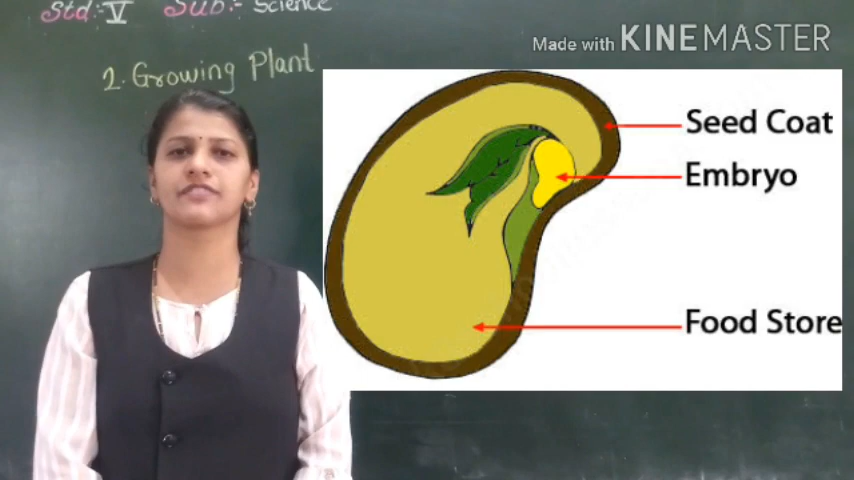 Std :- V Sub:- Science
Made with KINEMASTER
2. Growing Plant
Seed Coat
Embryo
Food Store